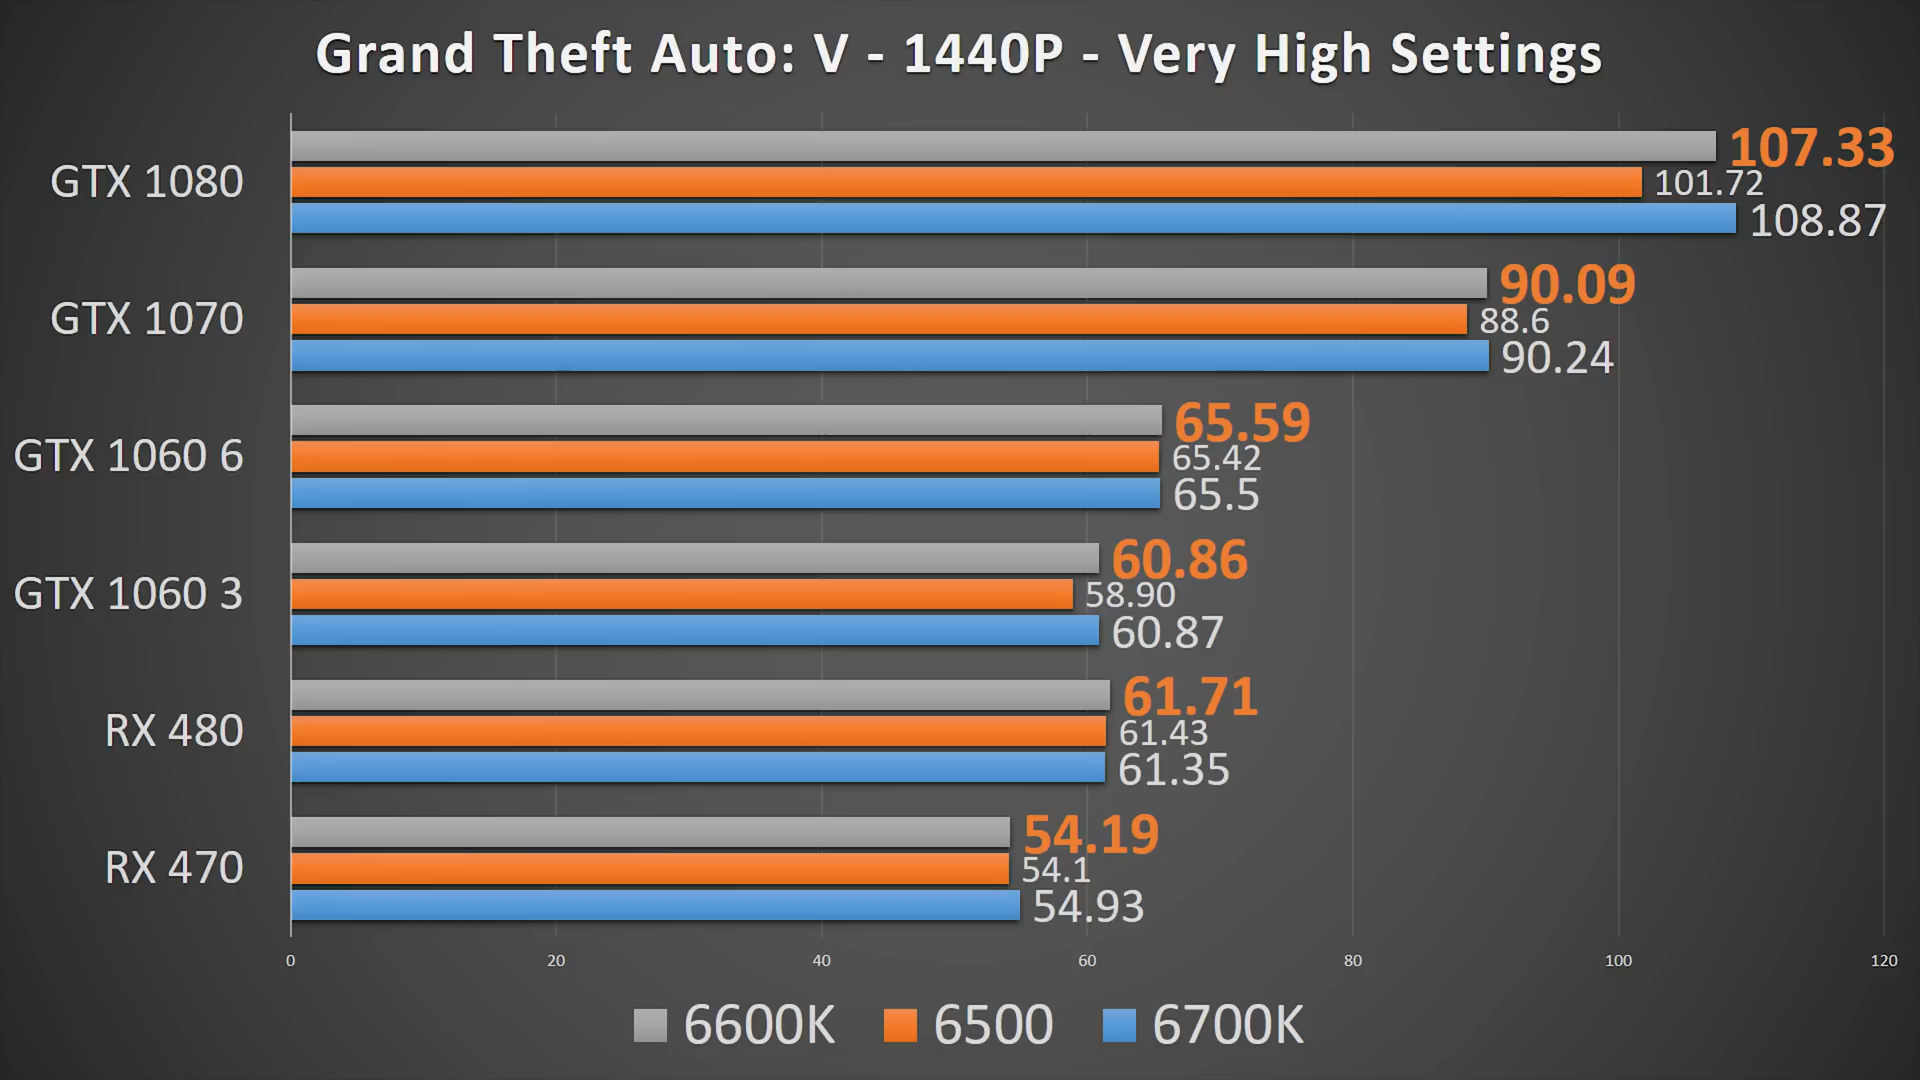 Grand Theft Auto: V - 1440P - Very High Settings
GTX 1080
107.33
101.72
108.87
GTX 1070
90.09
88.6
90.24
GTX 1060 6
65.59
65.42
65.5
GTX 1060 3
60.86
58.90
60.87
RX 480
61.71
61.43
61.35
RX 470
54.19
54.1
54.93
0 20 40 60 80 100 120
6600K 6500 6700K